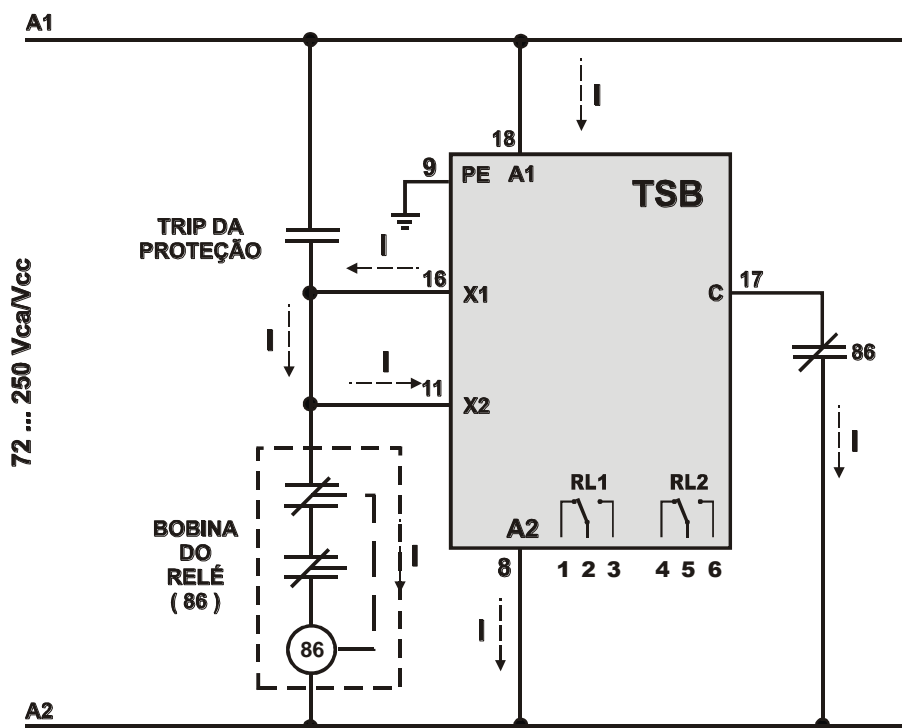 A1
I
18
9
PE A1
TSB
TRIP DA
PROTEÇÃO
I
16
X1
17
C
I
I
11
X2
86
72 ... 250 Vca/Vcc
I
BOBINA
DO
RELÉ
( 86 )
I
RL1
RL2
A2
8
1 2 3
4 5 6
I
86
A2